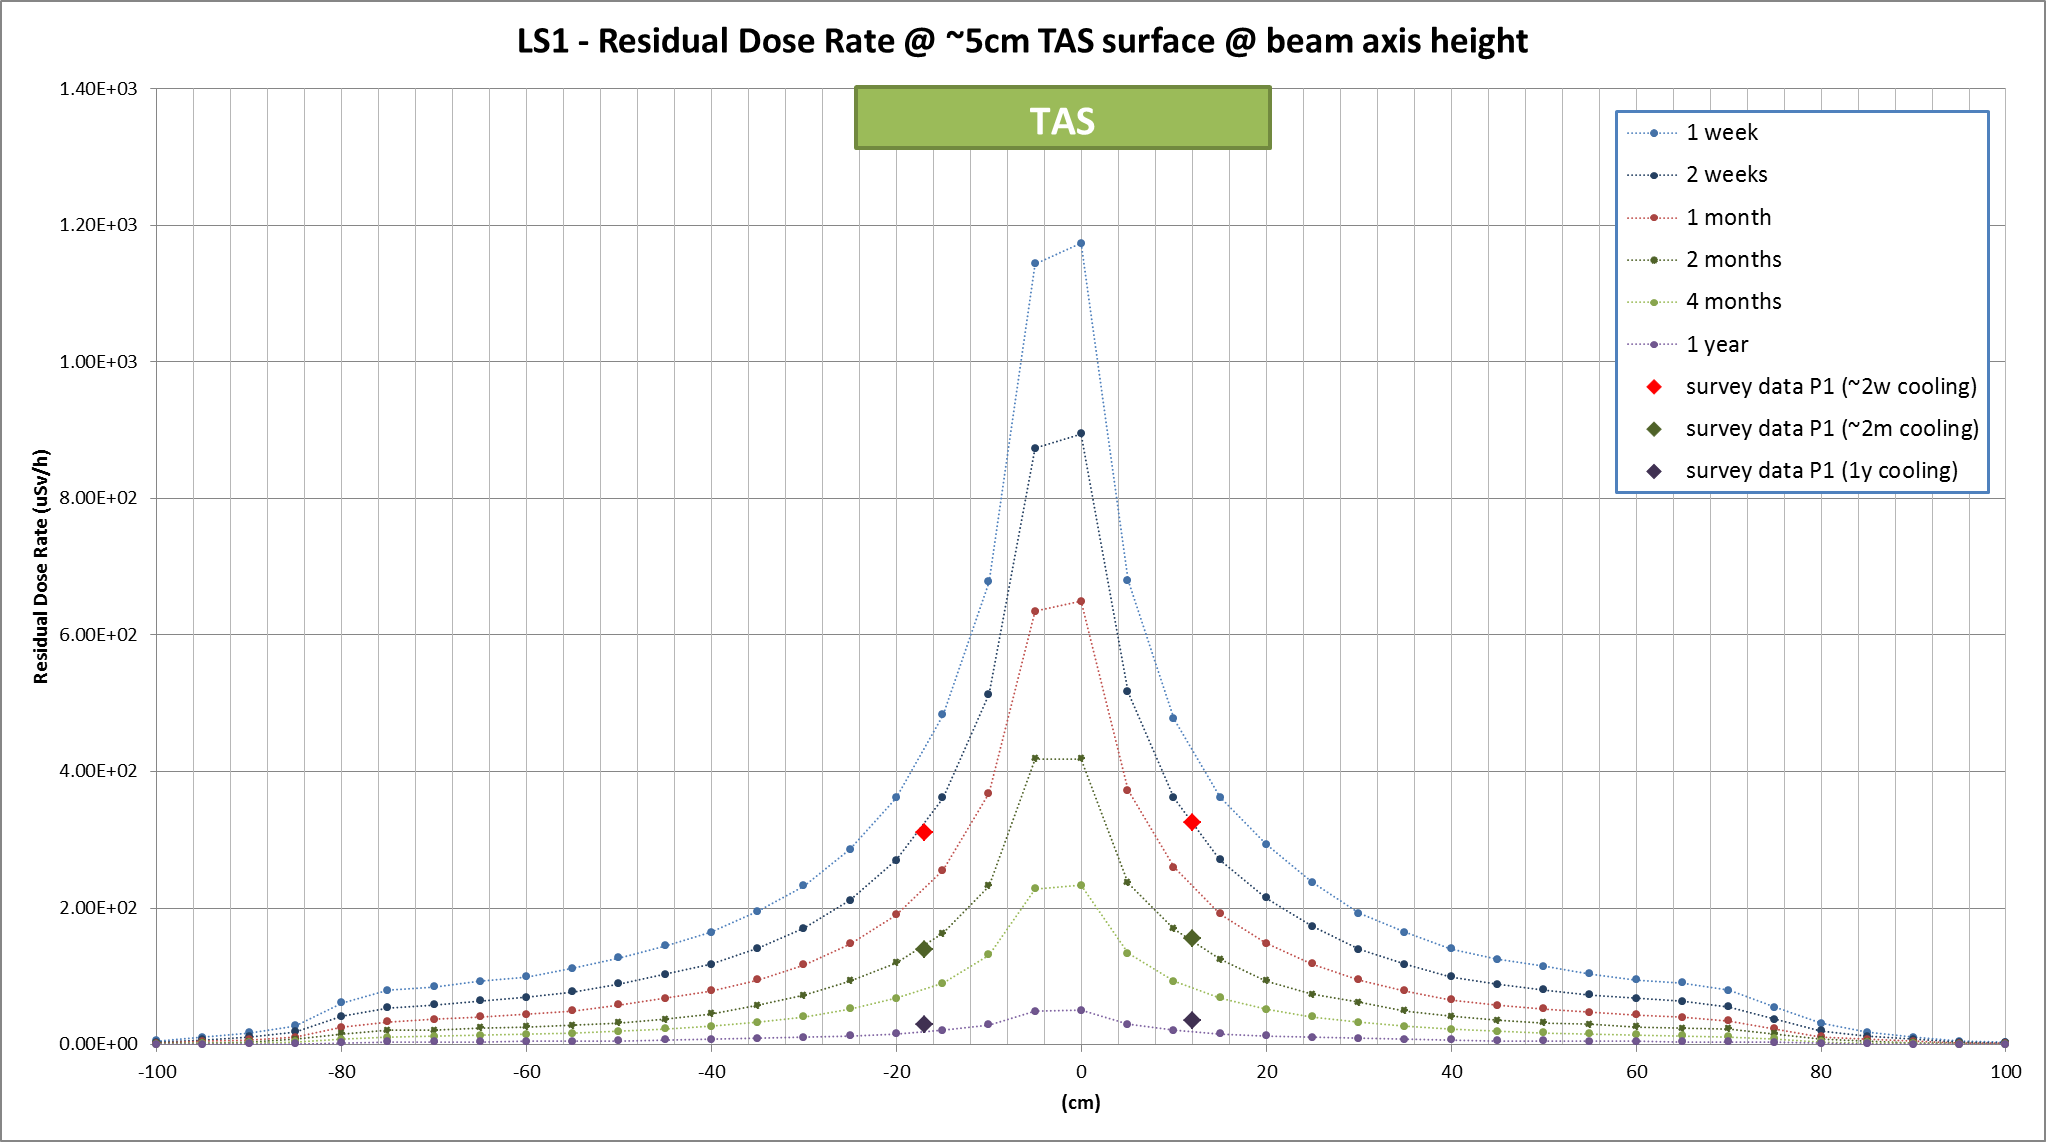 LS1 - Residual Dose Rate @ ~5cm TAS surface @ beam axis height
TAS
1.40E+03
1.20E+03
1.00E+03
8.00E+02
6.00E+02
4.00E+02
2.00E+02
0.00E+00
Residual Dose Rate (uSv/h)
1 week
2 weeks
1 month
2 months
4 months
1 year
survey data P1 (~2w cooling)
survey data P1 (~2m cooling)
survey data P1 (1y cooling)
-100 -80 -60 -40 -20 0 20 40 60 80 100
(cm)